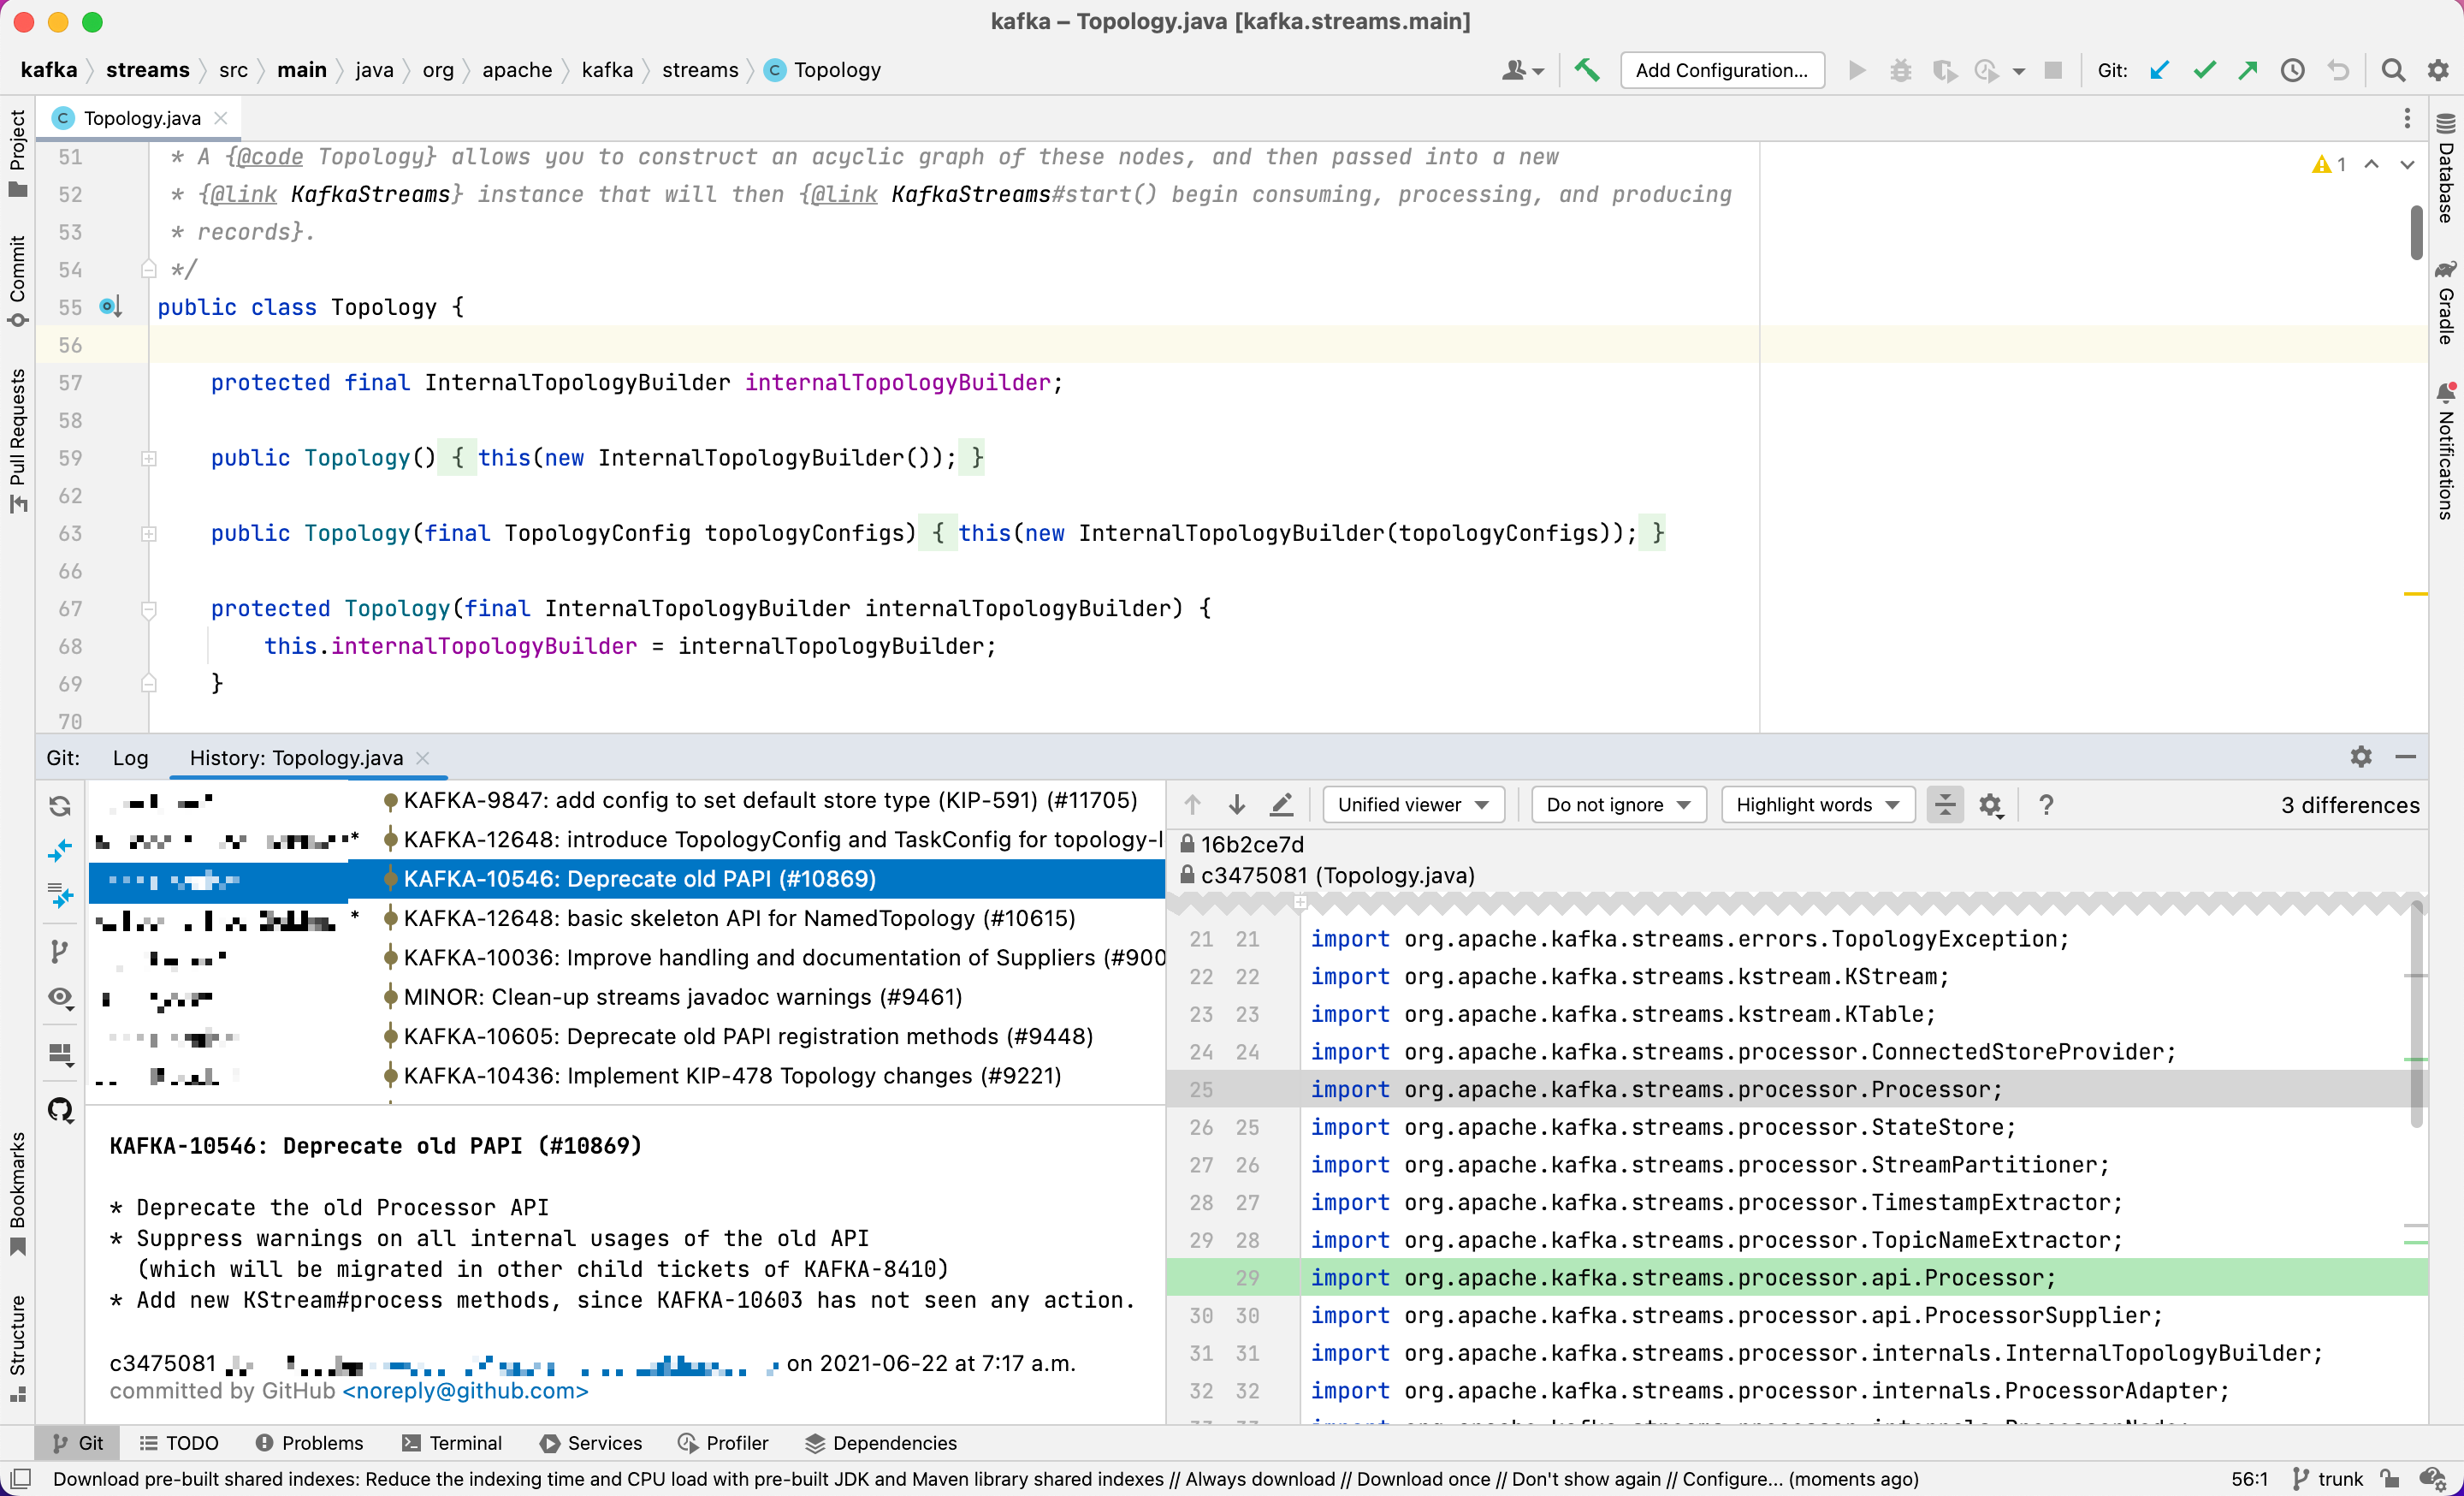 kafka – Topology.java [kafka.streams.main]
kafka streams src main java org apache kafka streams C Topology
Add Configuration...
Git:
C Topology.java
Project
Commit
Pull Requests
Bookmarks
Structure
Database
Gradle
Notifications
1
51 * A {@code Topology} allows you to construct an acyclic graph of these nodes, and then passed into a new
52 * {@link KafkaStreams} instance that will then {@link KafkaStreams#start() begin consuming, processing, and producing
53 * records}.
54 */
55 public class Topology {
56
57 protected final InternalTopologyBuilder internalTopologyBuilder;
58
59 public Topology() { this(new InternalTopologyBuilder()); }
62
63 public Topology(final TopologyConfig topologyConfigs) { this(new InternalTopologyBuilder(topologyConfigs)); }
66
67 protected Topology(final InternalTopologyBuilder internalTopologyBuilder) {
68 this.internalTopologyBuilder = internalTopologyBuilder;
69 }
70
Git: Log History: Topology.java
KAFKA-9847: add config to set default store type (KIP-591) (#11705)
* KAFKA-12648: introduce TopologyConfig and TaskConfig for topology-l
KAFKA-10546: Deprecate old PAPI (#10869)
* KAFKA-12648: basic skeleton API for NamedTopology (#10615)
KAFKA-10036: Improve handling and documentation of Suppliers (#900
MINOR: Clean-up streams javadoc warnings (#9461)
KAFKA-10605: Deprecate old PAPI registration methods (#9448)
KAFKA-10436: Implement KIP-478 Topology changes (#9221)
KAFKA-10546: Deprecate old PAPI (#10869)
* Deprecate the old Processor API
* Suppress warnings on all internal usages of the old API
(which will be migrated in other child tickets of KAFKA-8410)
* Add new KStream#process methods, since KAFKA-10603 has not seen any action.
c3475081 on 2021-06-22 at 7:17 a.m.
committed by GitHub <noreply@github.com>
Unified viewer Do not ignore Highlight words ? 3 differences
16b2ce7d
c3475081 (Topology.java)
21 21 import org.apache.kafka.streams.errors.TopologyException;
22 22 import org.apache.kafka.streams.kstream.KStream;
23 23 import org.apache.kafka.streams.kstream.KTable;
24 24 import org.apache.kafka.streams.processor.ConnectedStoreProvider;
25 import org.apache.kafka.streams.processor.Processor;
26 25 import org.apache.kafka.streams.processor.StateStore;
27 26 import org.apache.kafka.streams.processor.StreamPartitioner;
28 27 import org.apache.kafka.streams.processor.TimestampExtractor;
29 28 import org.apache.kafka.streams.processor.TopicNameExtractor;
29 import org.apache.kafka.streams.processor.api.Processor;
30 30 import org.apache.kafka.streams.processor.api.ProcessorSupplier;
31 31 import org.apache.kafka.streams.processor.internals.InternalTopologyBuilder;
32 32 import org.apache.kafka.streams.processor.internals.ProcessorAdapter;
Git TODO Problems Terminal Services Profiler Dependencies
Download pre-built shared indexes: Reduce the indexing time and CPU load with pre-built JDK and Maven library shared indexes // Always download // Download once // Don't show again // Configure... (moments ago)
56:1 trunk